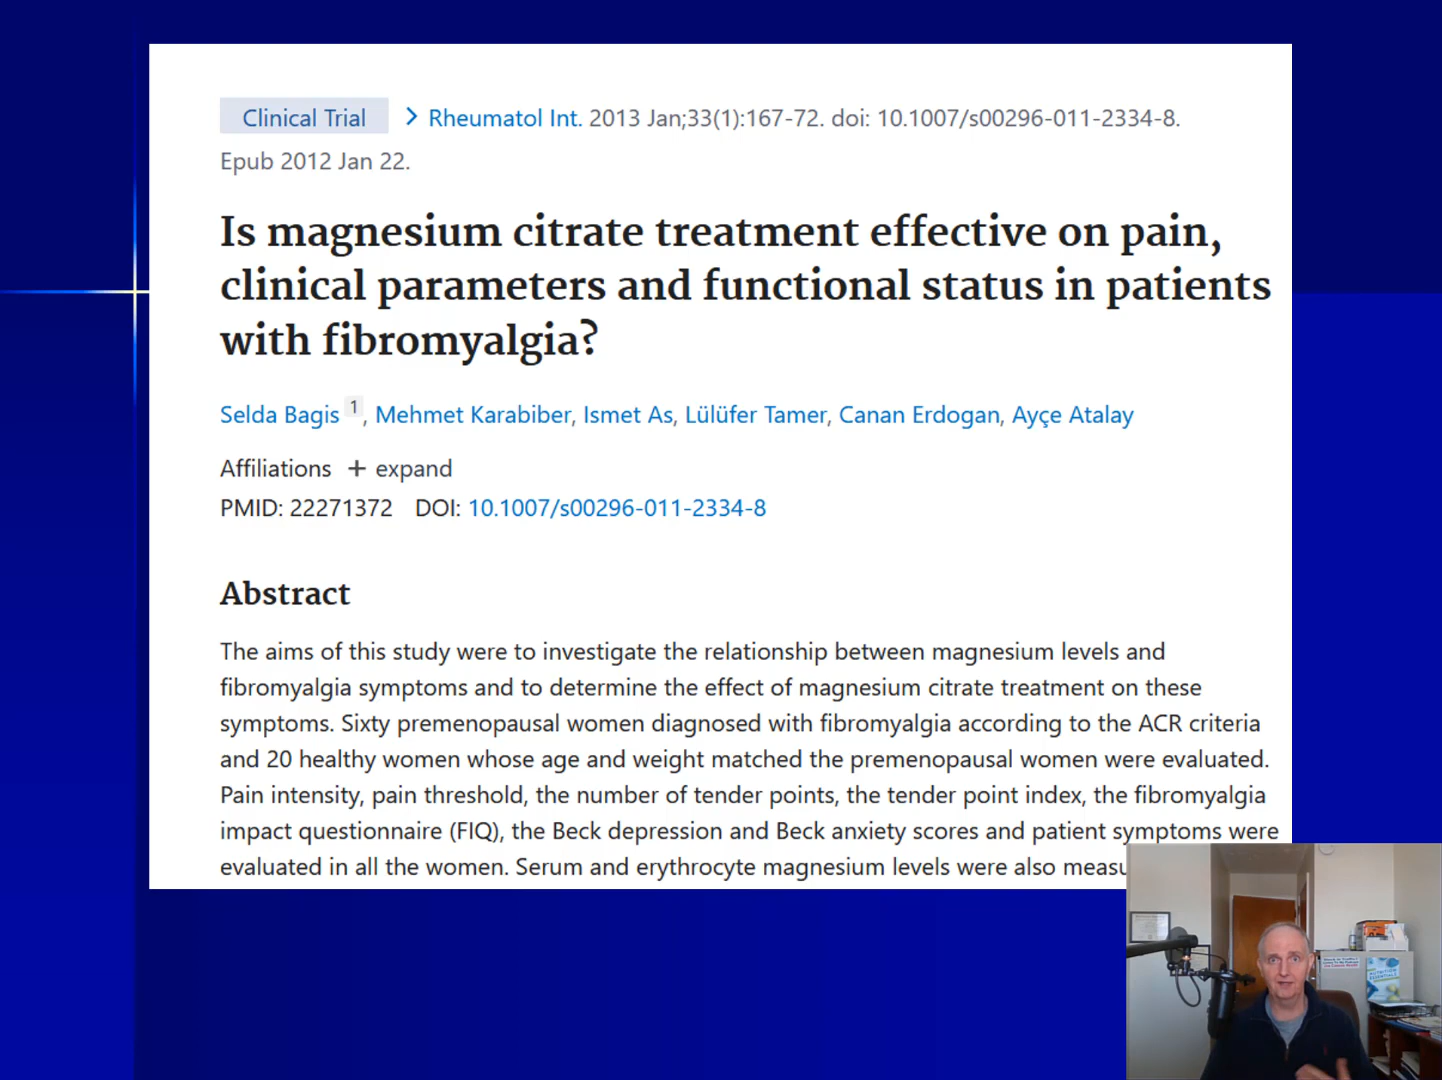 Clinical Trial > Rheumatol Int. 2013 Jan;33(1):167-72. doi: 10.1007/s00296-011-2334-8.
Epub 2012 Jan 22.
Is magnesium citrate treatment effective on pain,
clinical parameters and functional status in patients
with fibromyalgia?
Selda Bagis 1, Mehmet Karabiber, Ismet As, Lülüfer Tamer, Canan Erdogan, Ayçe Atalay
Affiliations + expand
PMID: 22271372 DOI: 10.1007/s00296-011-2334-8
Abstract
The aims of this study were to investigate the relationship between magnesium levels and
fibromyalgia symptoms and to determine the effect of magnesium citrate treatment on these
symptoms. Sixty premenopausal women diagnosed with fibromyalgia according to the ACR criteria
and 20 healthy women whose age and weight matched the premenopausal women were evaluated.
Pain intensity, pain threshold, the number of tender points, the tender point index, the fibromyalgia
impact questionnaire (FIQ), the Beck depression and Beck anxiety scores and patient symptoms were
evaluated in all the women. Serum and erythrocyte magnesium levels were also measu